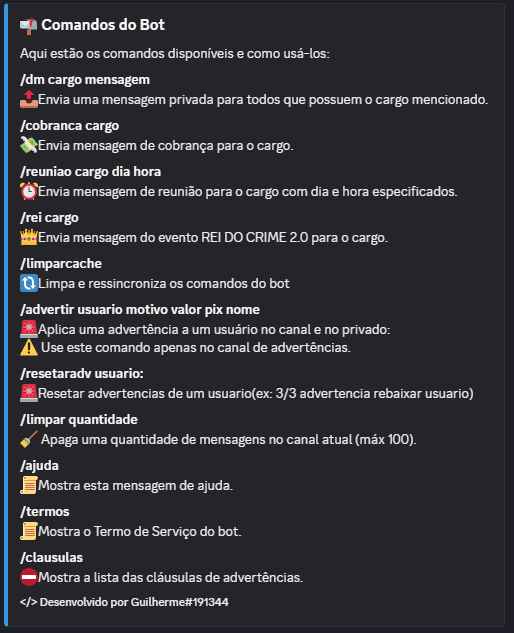 Comandos do Bot
Aqui estão os comandos disponíveis e como usá-los:
/dm cargo mensagem
Envia uma mensagem privada para todos que possuem o cargo mencionado.
/cobranca cargo
Envia mensagem de cobrança para o cargo.
/reuniao cargo dia hora
Envia mensagem de reunião para o cargo com dia e hora especificados.
/rei cargo
Envia mensagem do evento REI DO CRIME 2.0 para o cargo.
/limparcache
Limpa e ressincroniza os comandos do bot
/advertir usuario motivo valor pix nome
Aplica uma advertência a um usuário no canal e no privado:
Use este comando apenas no canal de advertências.
/resetaradv usuario:
Resetar advertencias de um usuario(ex: 3/3 advertencia rebaixar usuario)
/limpar quantidade
Apaga uma quantidade de mensagens no canal atual (máx 100).
/ajuda
Mostra esta mensagem de ajuda.
/termos
Mostra o Termo de Serviço do bot.
/clausulas
Mostra a lista das cláusulas de advertências.
</> Desenvolvido por Guilherme#191344